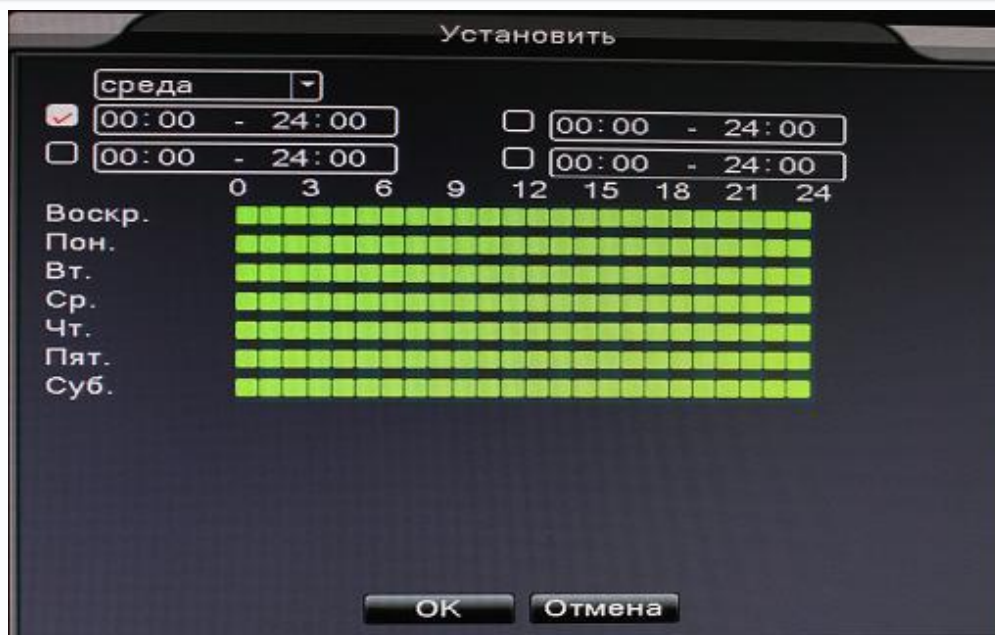 Установить
среда
00:00 - 24:00 00:00 - 24:00
00:00 - 24:00 00:00 - 24:00
0 3 6 9 12 15 18 21 24
Воскр.
Пон.
Вт.
Ср.
Чт.
Пят.
Суб.
OK Отмена